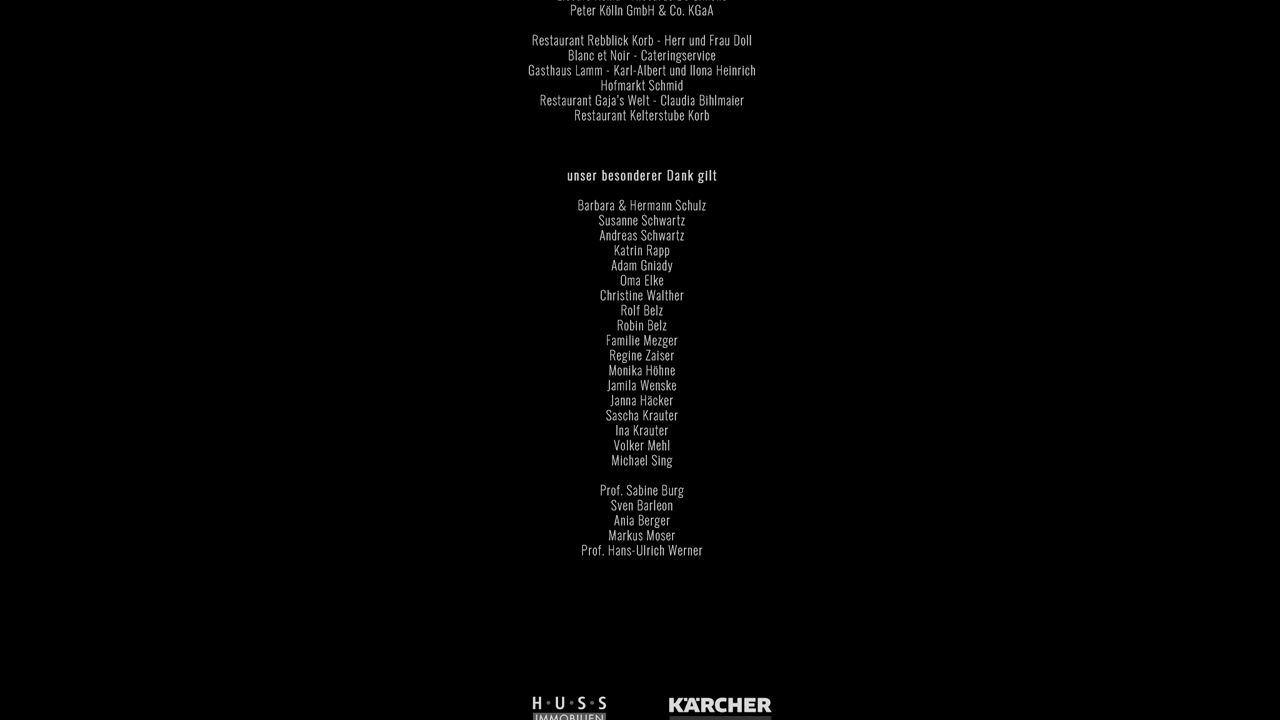 Peter Kölln GmbH & Co. KGaA
Restaurant Rebblick Korb - Herr und Frau Doll
Blanc et Noir - Cateringservice
Gasthaus Lamm - Karl-Albert und Ilona Heinrich
Hofmarkt Schmid
Restaurant Gaja's Welt - Claudia Bihlmaier
Restaurant Kelterstube Korb
unser besonderer Dank gilt
Barbara & Hermann Schulz
Susanne Schwartz
Andreas Schwartz
Katrin Rapp
Adam Gniady
Oma Elke
Christine Walther
Rolf Belz
Robin Belz
Familie Mezger
Regine Zaiser
Monika Höhne
Jamila Wenske
Janna Häcker
Sascha Krauter
Ina Krauter
Volker Mehl
Michael Sing
Prof. Sabine Burg
Sven Barleon
Ania Berger
Markus Moser
Prof. Hans-Ulrich Werner
H·U·S·S KÄRCHER
IMMOBILIEN